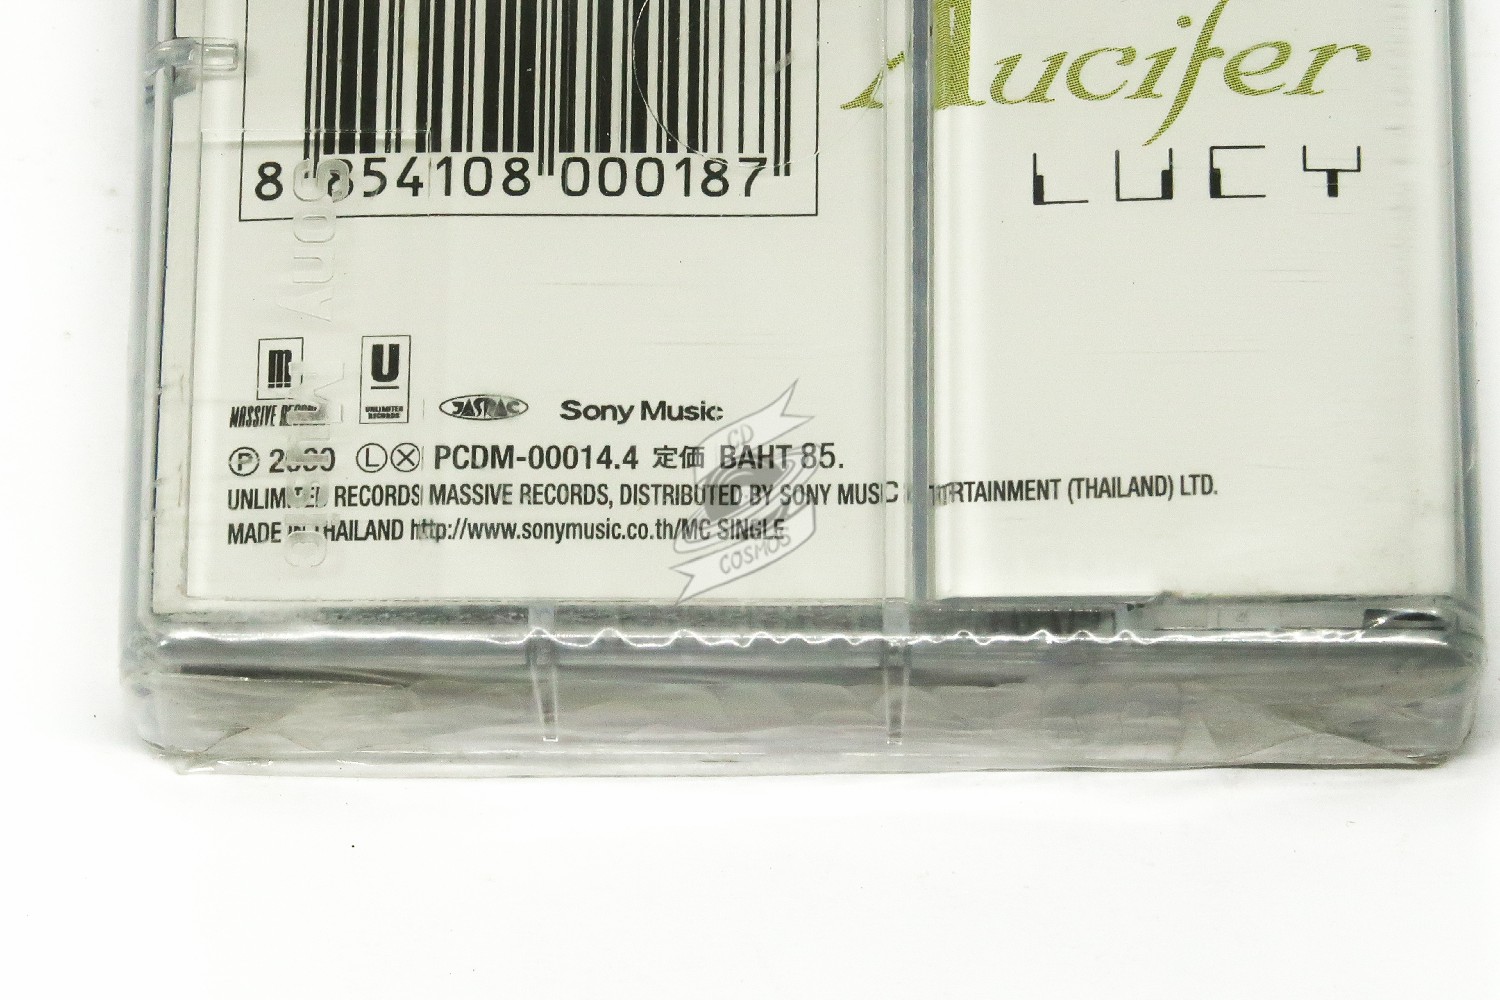 Λucifer
LUCY
8 854108 000187
Sony Music
m
MASSIVE RECORDS
U
UNLIMITED RECORDS
JASRAC
Sony Music
Ⓟ 2000 Ⓛ Ⓧ PCDM-00014.4 定価 BAHT 85.
UNLIMITED RECORDS MASSIVE RECORDS, DISTRIBUTED BY SONY MUSIC ENTERTAINMENT (THAILAND) LTD.
MADE IN THAILAND http://www.sonymusic.co.th/MC SINGLE
CD
COSMOS